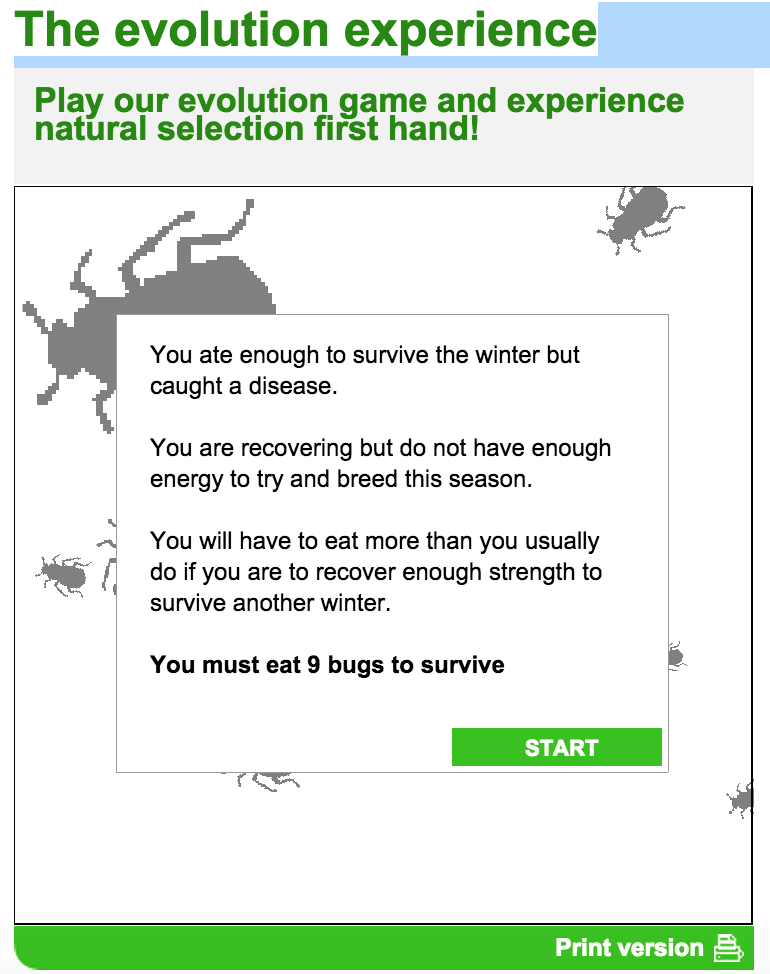 The evolution experience
Play our evolution game and experience
natural selection first hand!
You ate enough to survive the winter but
caught a disease.
You are recovering but do not have enough
energy to try and breed this season.
You will have to eat more than you usually
do if you are to recover enough strength to
survive another winter.
You must eat 9 bugs to survive
START
Print version